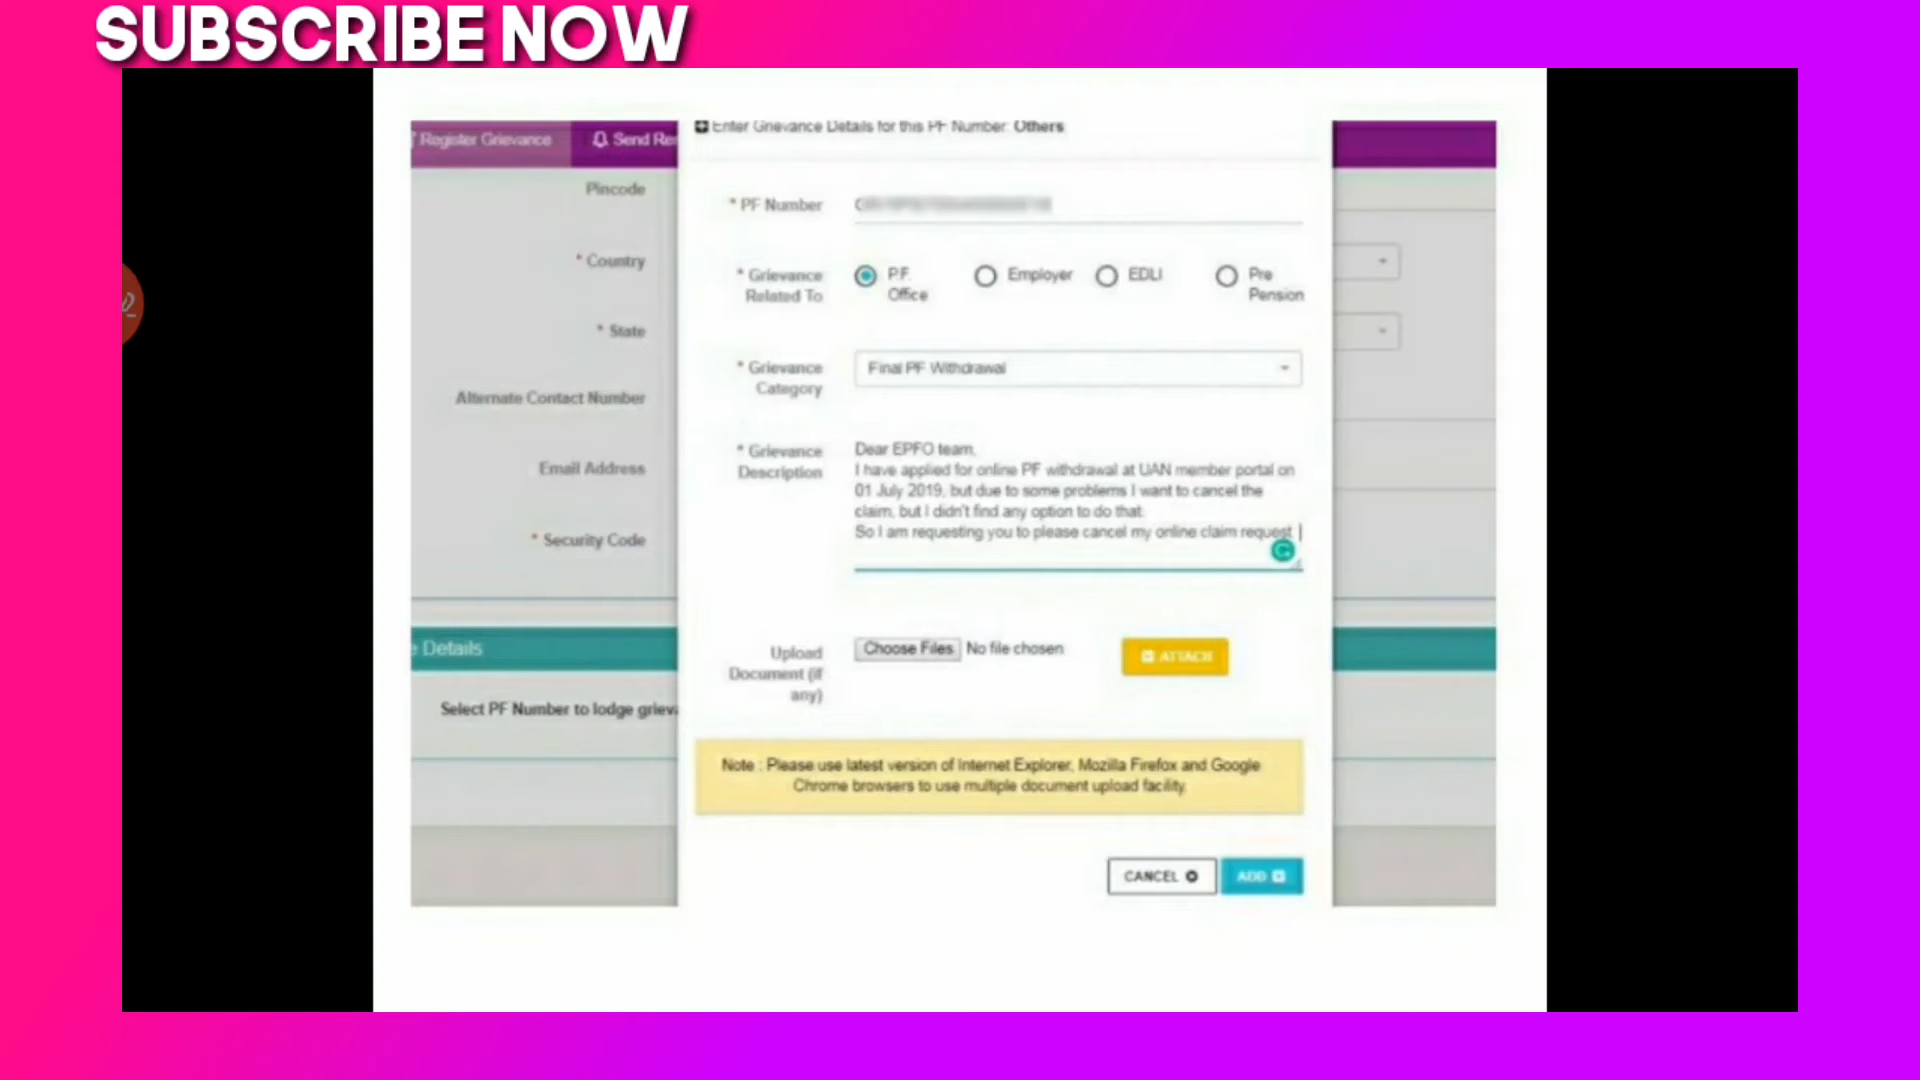 SUBSCRIBE NOW
Register Grievance
Send
Enter Grievance Details for this PF Number: Others
Pincode
* Country
* State
Alternate Contact Number
Email Address
* Security Code
Details
Select PF Number to lodge
* PF Number
* Grievance
Related To
P.F.
Office
Employer
EDLI
Pre
Pension
* Grievance
Category
Final PF Withdrawal
* Grievance
Description
Dear EPFO team,
I have applied for online PF withdrawal at UAN member portal on
01 July 2019, but due to some problems I want to cancel the
claim, but I didn't find any option to do that.
So I am requesting you to please cancel my online claim request
Upload
Document (if
any)
Choose Files No file chosen
ATTACH
Note : Please use latest version of Internet Explorer, Mozilla Firefox and Google
Chrome browsers to use multiple document upload facility.
CANCEL
ADD